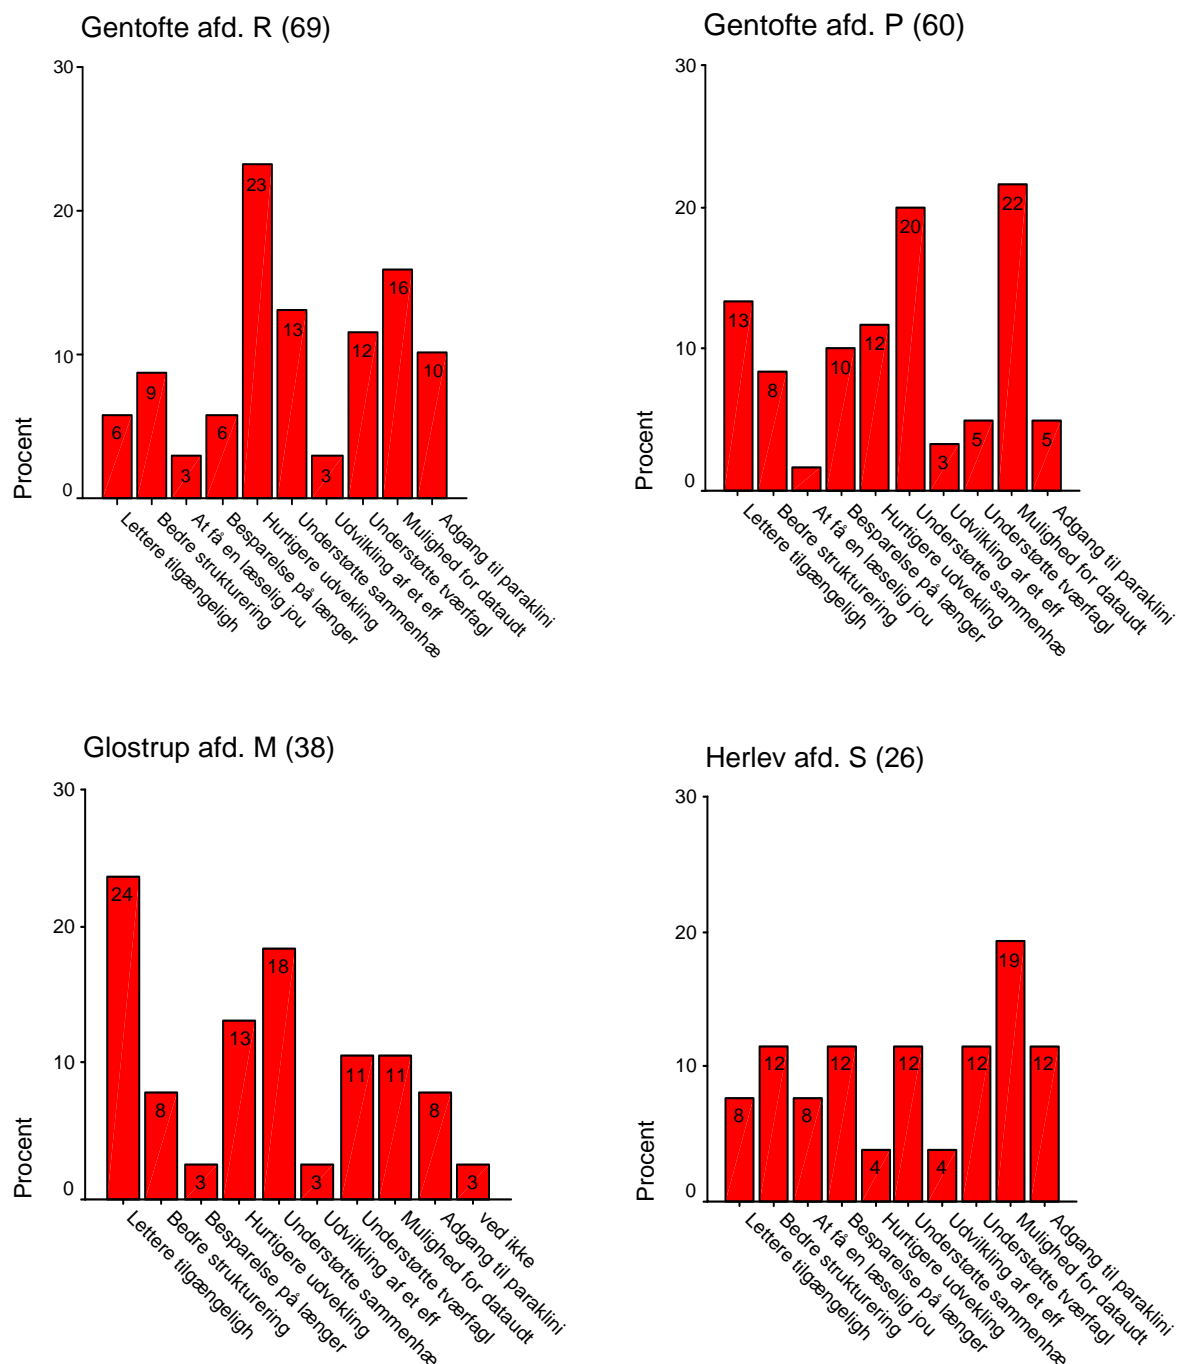 Gentofte afd. R (69)
30
20
10
0
Procent
6
9
3
6
23
13
3
12
16
10
Lettere tilgængeligh
Bedre strukturering
At få en læselig jou
Besparelse på længer
Hurtigere udvekling
Understøtte sammenhæ
Udvilkling af et eff
Understøtte tværfagl
Mulighed for dataudt
Adgang til paraklini
Gentofte afd. P (60)
30
20
10
0
Procent
13
8
10
12
20
3
5
22
5
Lettere tilgængeligh
Bedre strukturering
At få en læselig jou
Besparelse på længer
Hurtigere udvekling
Understøtte sammenhæ
Udvilkling af et eff
Understøtte tværfagl
Mulighed for dataudt
Adgang til paraklini
Glostrup afd. M (38)
30
20
10
0
Procent
24
8
3
13
18
3
11
11
8
3
Lettere tilgængeligh
Bedre strukturering
Besparelse på længer
Hurtigere udvekling
Understøtte sammenhæ
Udvilkling af et eff
Understøtte tværfagl
Mulighed for dataudt
Adgang til paraklini
ved ikke
Herlev afd. S (26)
30
20
10
0
Procent
8
12
8
12
4
12
4
12
19
12
Lettere tilgængeligh
Bedre strukturering
At få en læselig jou
Besparelse på længer
Hurtigere udvekling
Understøtte sammenhæ
Udvilkling af et eff
Understøtte tværfagl
Mulighed for dataudt
Adgang til paraklini